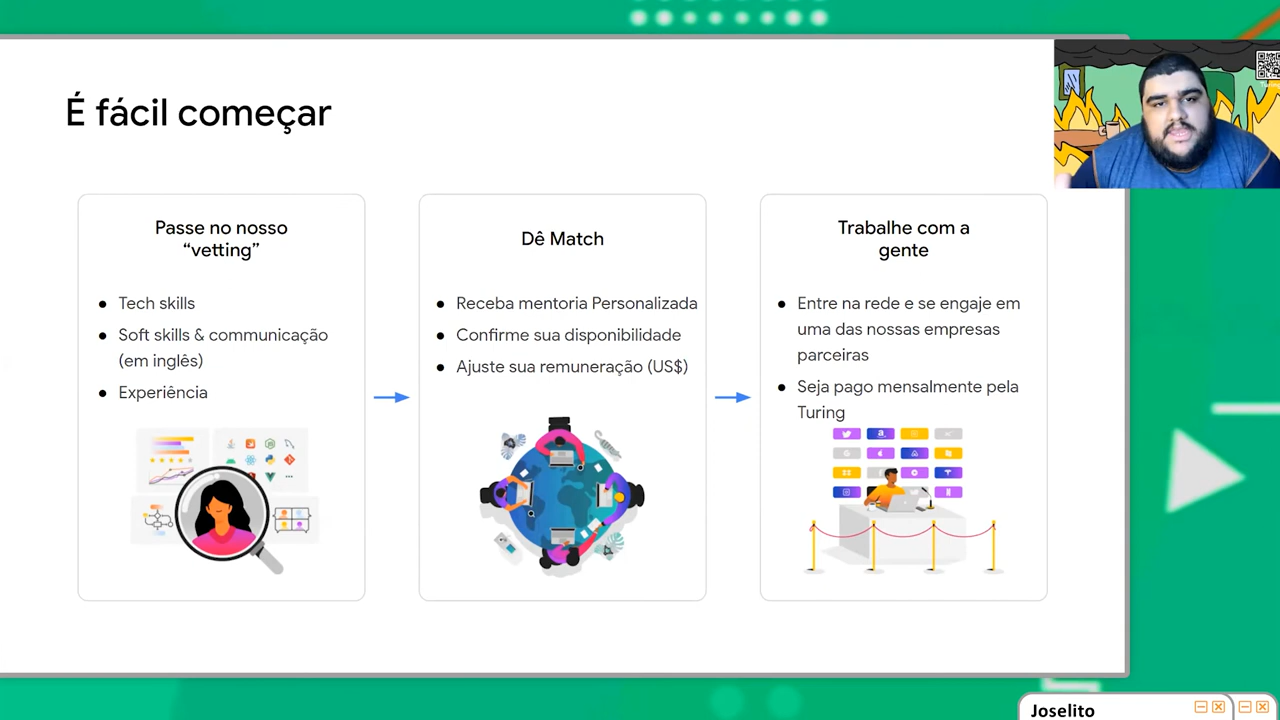 É fácil começar
Passe no nosso
“vetting”
Tech skills
Soft skills & communicação
(em inglês)
Experiência
Dê Match
Receba mentoria Personalizada
Confirme sua disponibilidade
Ajuste sua remuneração (US$)
Trabalhe com a
gente
Entre na rede e se engaje em
uma das nossas empresas
parceiras
Seja pago mensalmente pela
Turing
Joselito